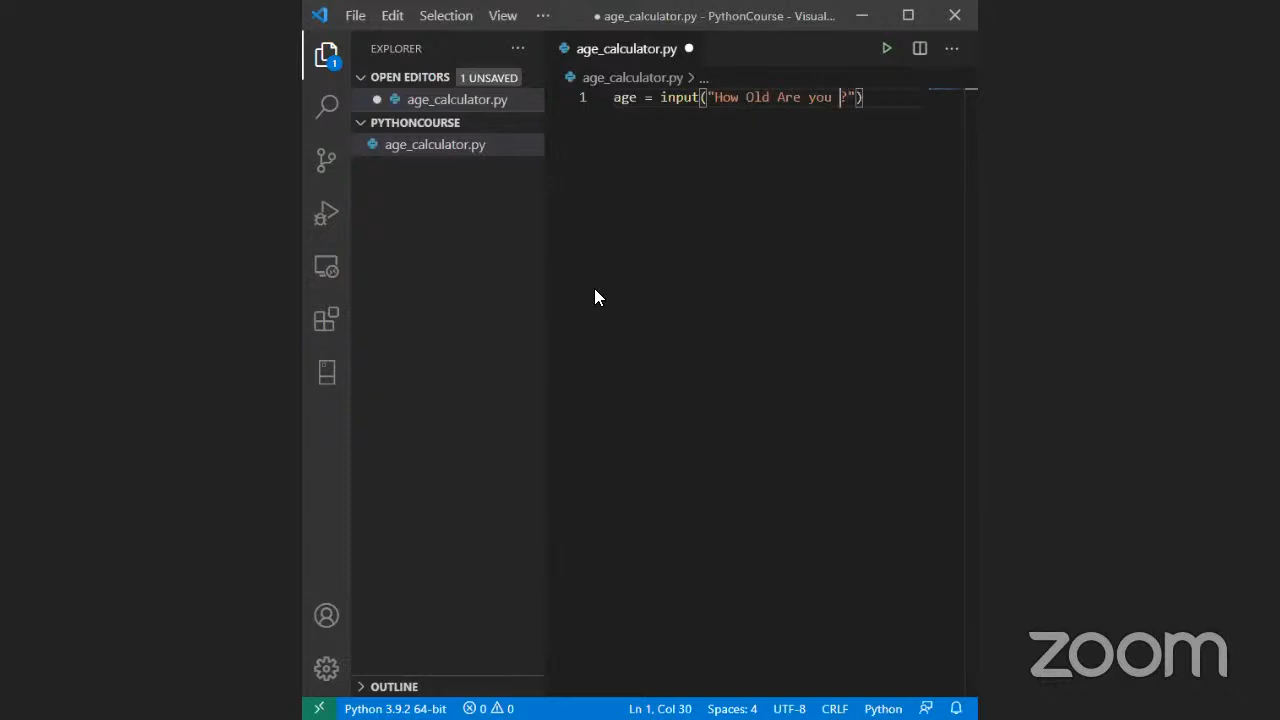 File Edit Selection View ··· ● age_calculator.py - PythonCourse - Visual...
EXPLORER ···
OPEN EDITORS 1 UNSAVED
● age_calculator.py
PYTHONCOURSE
age_calculator.py
OUTLINE
age_calculator.py ●
age_calculator.py > ...
1 age = input("How Old Are you ?")
1
Python 3.9.2 64-bit 0 0 Ln 1, Col 30 Spaces: 4 UTF-8 CRLF Python
zoom